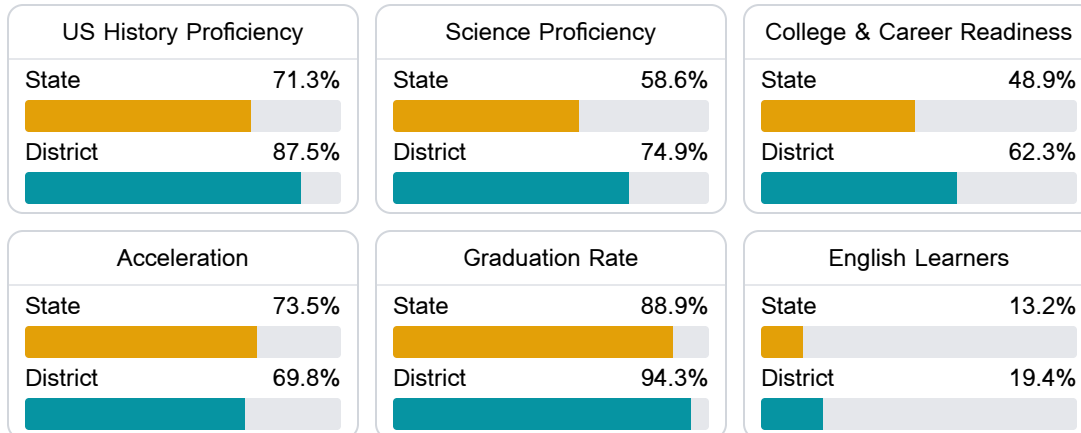 US History Proficiency
State 71.3%
District 87.5%
Science Proficiency
State 58.6%
District 74.9%
College & Career Readiness
State 48.9%
District 62.3%
Acceleration
State 73.5%
District 69.8%
Graduation Rate
State 88.9%
District 94.3%
English Learners
State 13.2%
District 19.4%